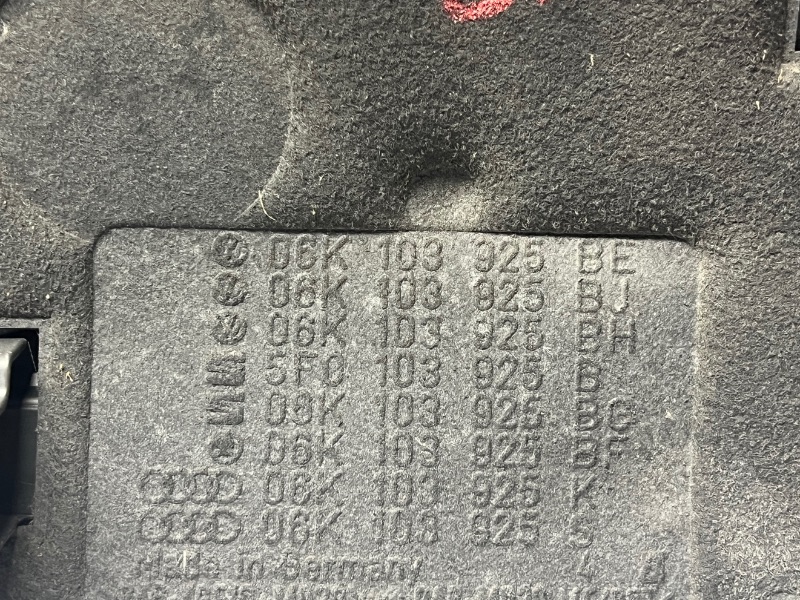 06K 103 925 BE
06K 103 925 BJ
06K 103 925 BH
5F0 103 925 B
06K 103 925 BG
06K 103 925 BF
06K 103 925 K
06K 103 925 S
Made in Germany 4